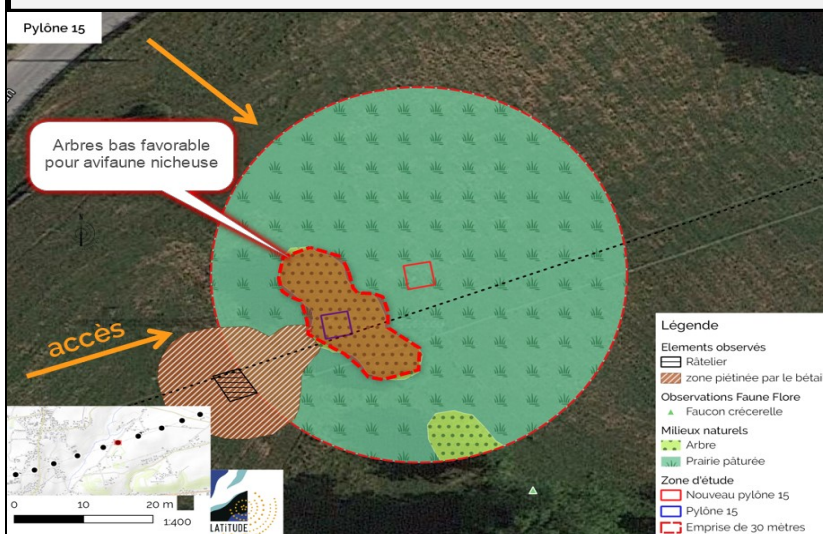 Pylône 15
Arbres bas favorable
pour avifaune nicheuse
accès
Légende
Elements observés
Râtelier
zone piétinée par le bétai
Observations Faune Flore
Faucon crécerelle
Milieux naturels
Arbre
Prairie pâturée
Zone d'étude
Nouveau pylône 15
Pylône 15
Emprise de 30 mètres
0 10 20 m
1:400
LATITUDE